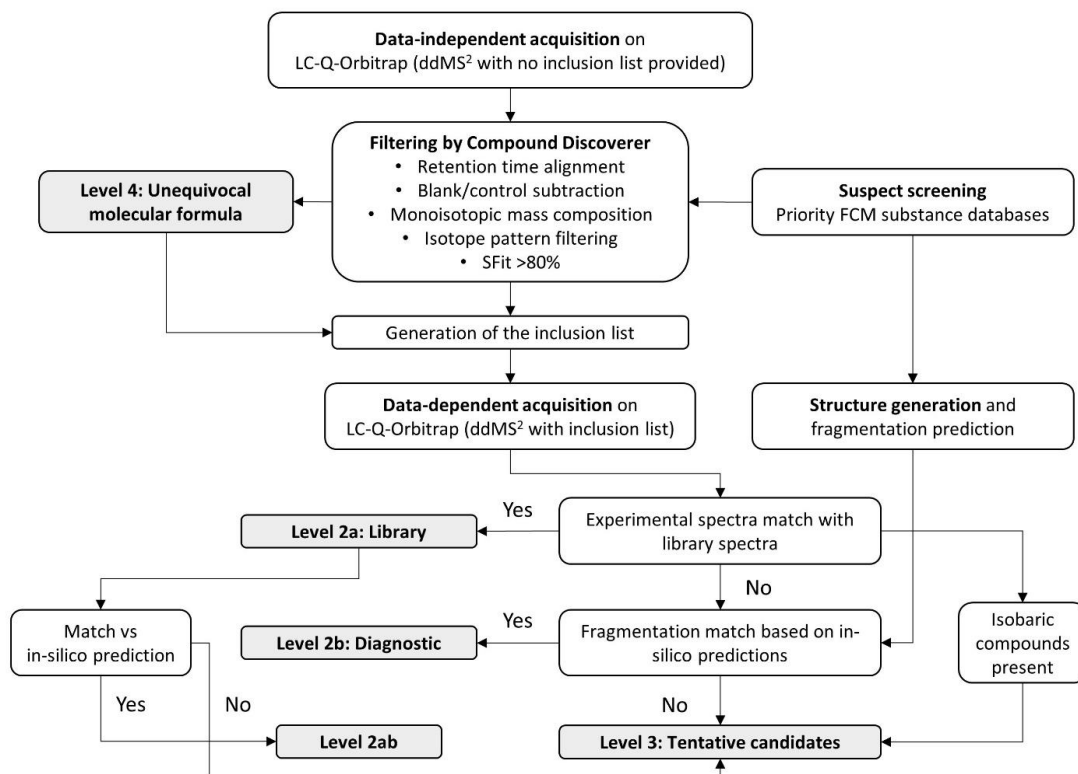 Data-independent acquisition on
LC-Q-Orbitrap (ddMS² with no inclusion list provided)
Filtering by Compound Discoverer
• Retention time alignment
• Blank/control subtraction
• Monoisotopic mass composition
• Isotope pattern filtering
• SFit >80%
Level 4: Unequivocal
molecular formula
Suspect screening
Priority FCM substance databases
Generation of the inclusion list
Data-dependent acquisition on
LC-Q-Orbitrap (ddMS² with inclusion list)
Structure generation and
fragmentation prediction
Yes
Level 2a: Library
Experimental spectra match with
library spectra
No
Match vs
in-silico prediction
Yes
Level 2b: Diagnostic
Fragmentation match based on in-
silico predictions
Isobaric
compounds
present
Yes
No
No
Level 2ab
Level 3: Tentative candidates